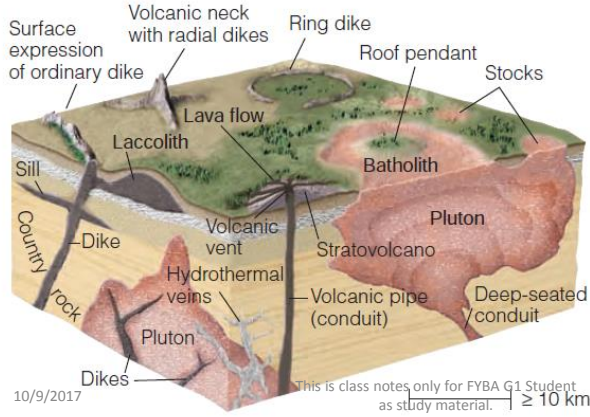 Volcanic neck
with radial dikes
Ring dike
Surface
expression
of ordinary dike
Roof pendant
Stocks
Lava flow
Laccolith
Batholith
Sill
Pluton
Volcanic
vent
Stratovolcano
Dike
Country rock
Hydrothermal
veins
Volcanic pipe
(conduit)
Deep-seated
conduit
Pluton
Dikes
10/9/2017
This is class notes only for FYBA G1 Student
as study material.
≥ 10 km